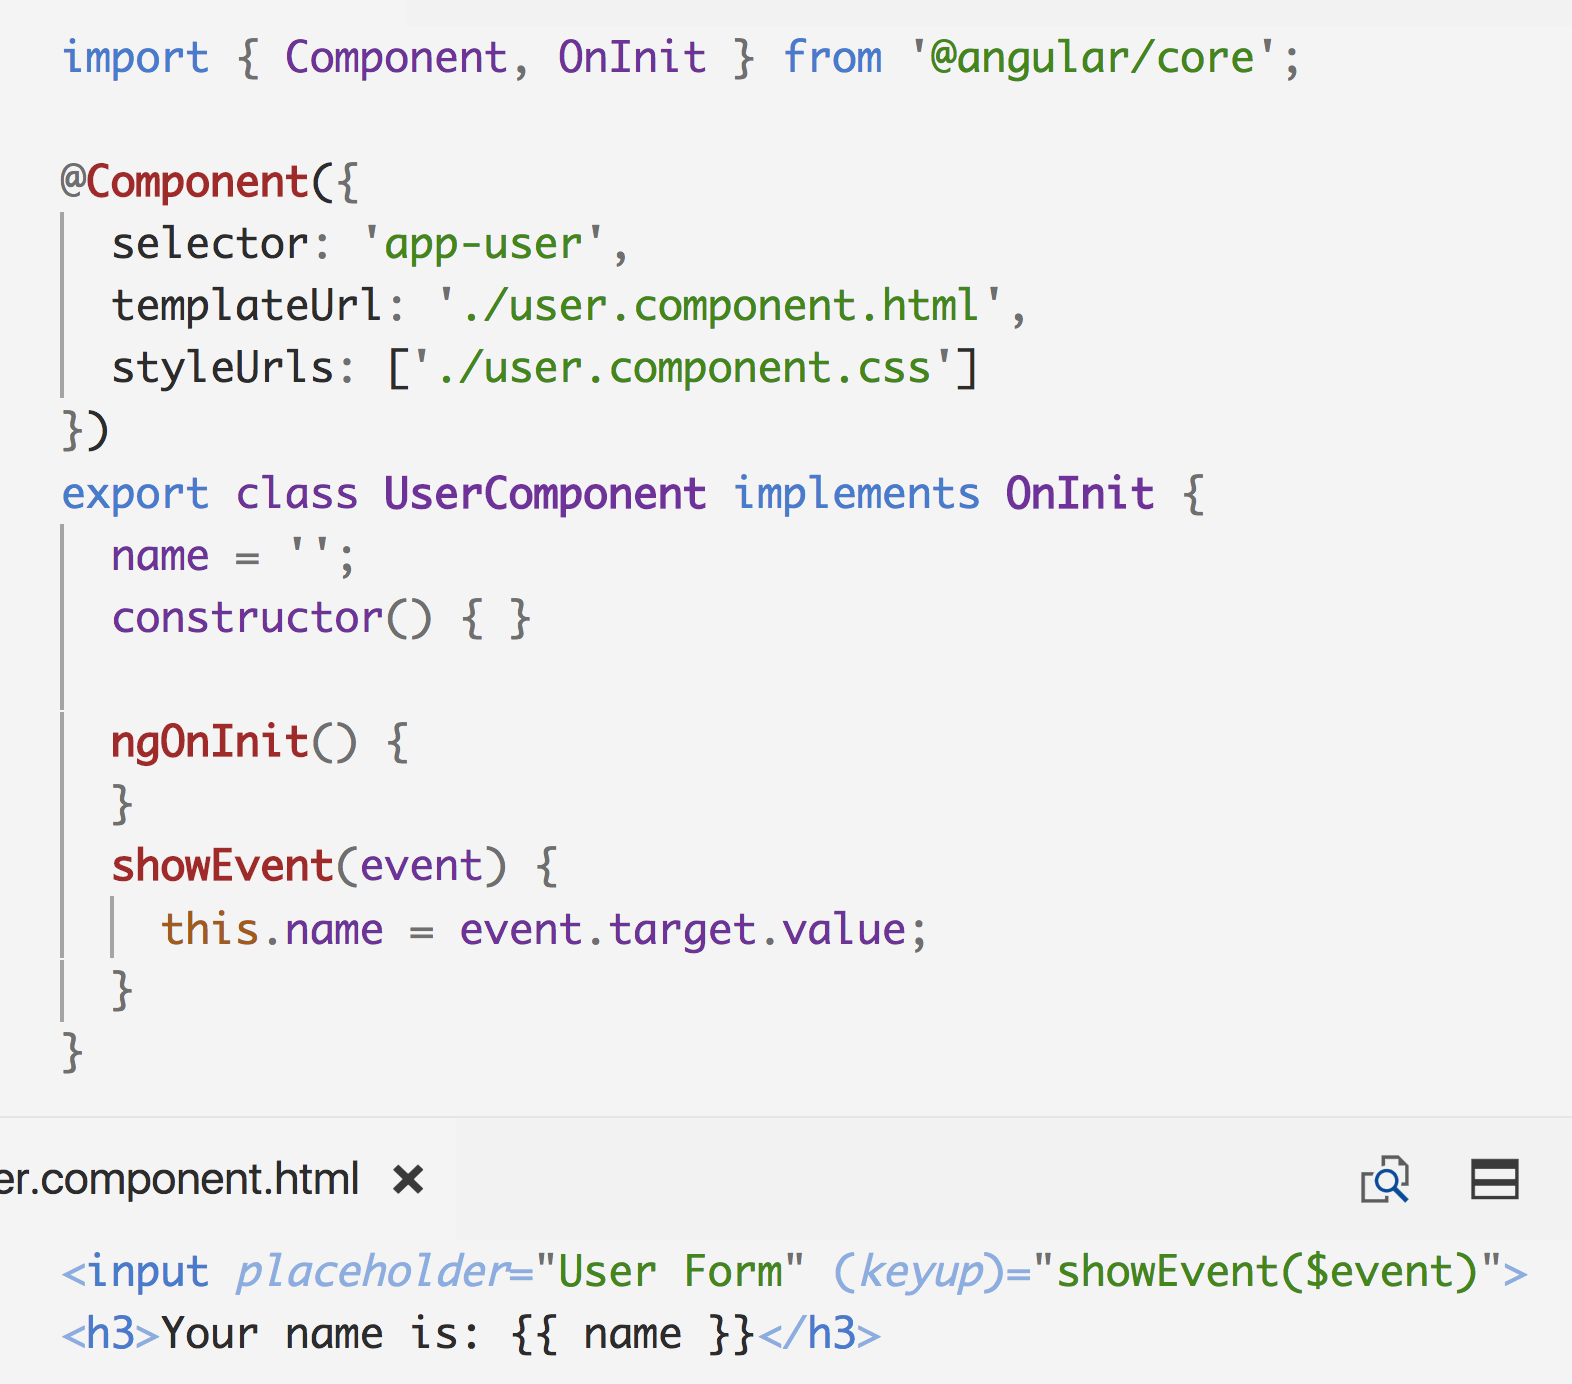 import { Component, OnInit } from '@angular/core';
@Component({
selector: 'app-user',
templateUrl: './user.component.html',
styleUrls: ['./user.component.css']
})
export class UserComponent implements OnInit {
name = '';
constructor() { }
ngOnInit() {
}
showEvent(event) {
this.name = event.target.value;
}
}
er.component.html
<input placeholder="User Form" (keyup)="showEvent($event)">
<h3>Your name is: {{ name }}</h3>